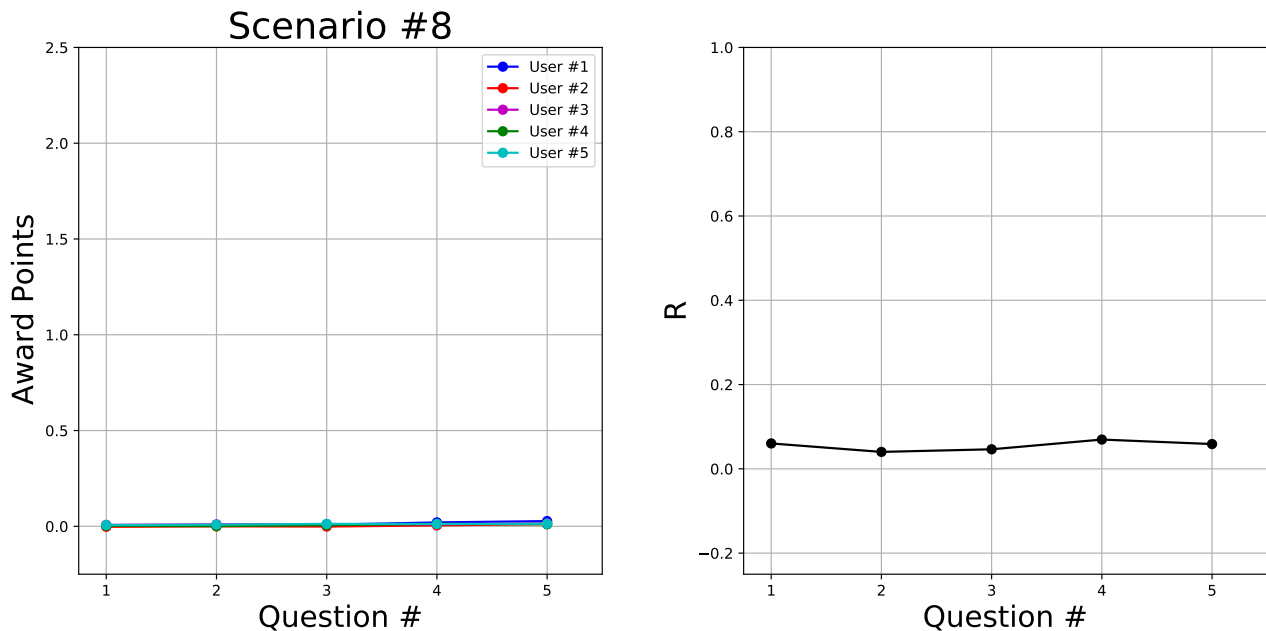 Scenario #8
2.5
2.0
1.5
1.0
0.5
0.0
Award Points
1 2 3 4 5
Question #
User #1
User #2
User #3
User #4
User #5
1.0
0.8
0.6
0.4
0.2
0.0
−0.2
R
1 2 3 4 5
Question #